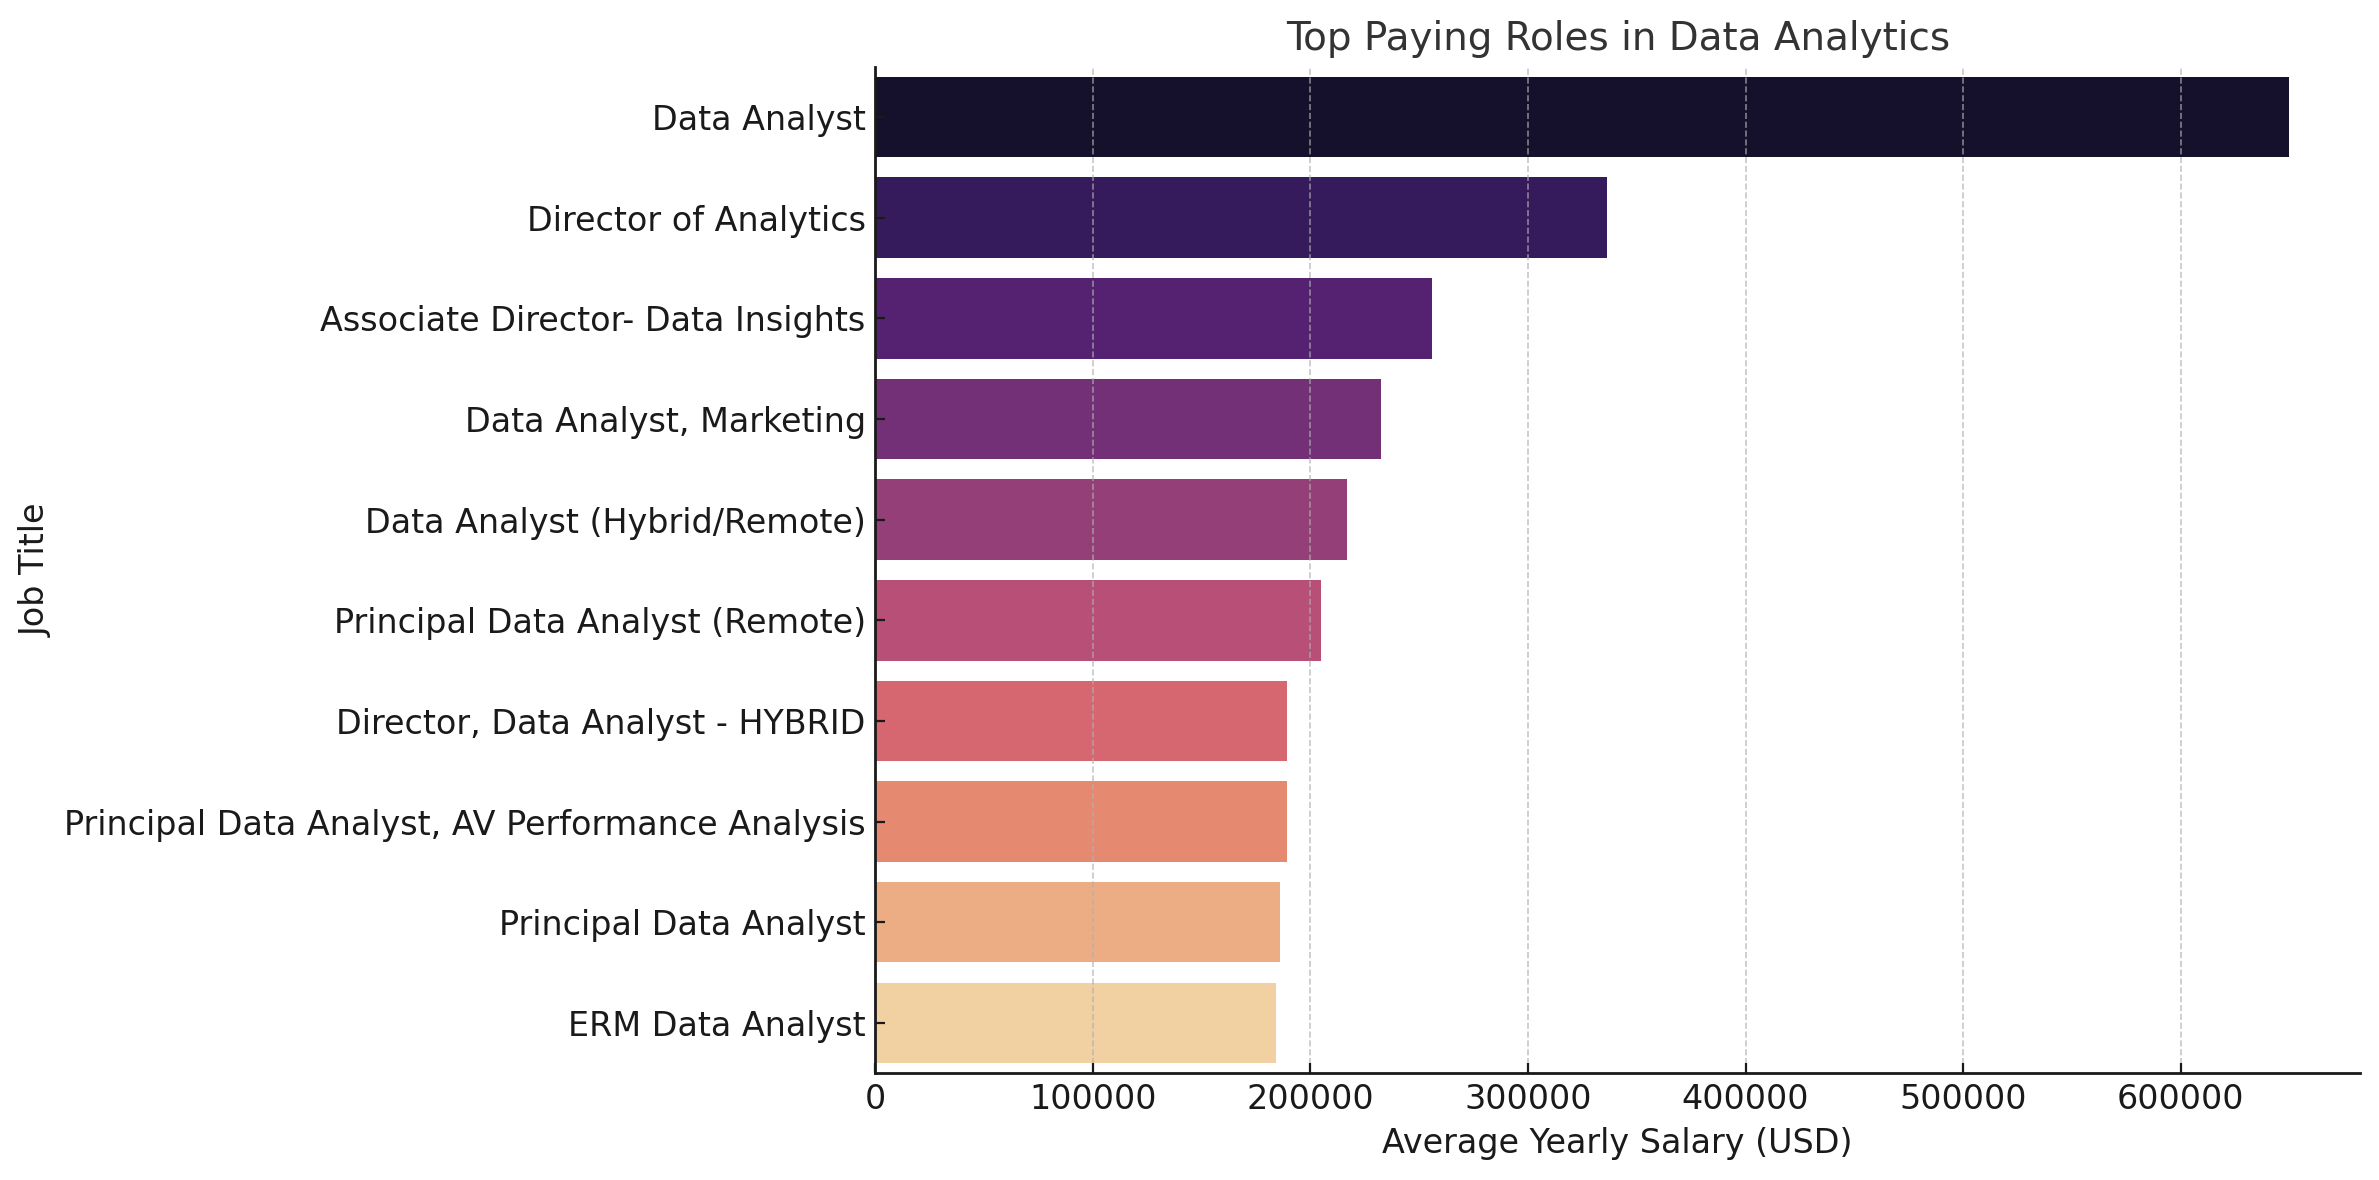 Top Paying Roles in Data Analytics
Job Title
Data Analyst
Director of Analytics
Associate Director- Data Insights
Data Analyst, Marketing
Data Analyst (Hybrid/Remote)
Principal Data Analyst (Remote)
Director, Data Analyst - HYBRID
Principal Data Analyst, AV Performance Analysis
Principal Data Analyst
ERM Data Analyst
0 100000 200000 300000 400000 500000 600000
Average Yearly Salary (USD)